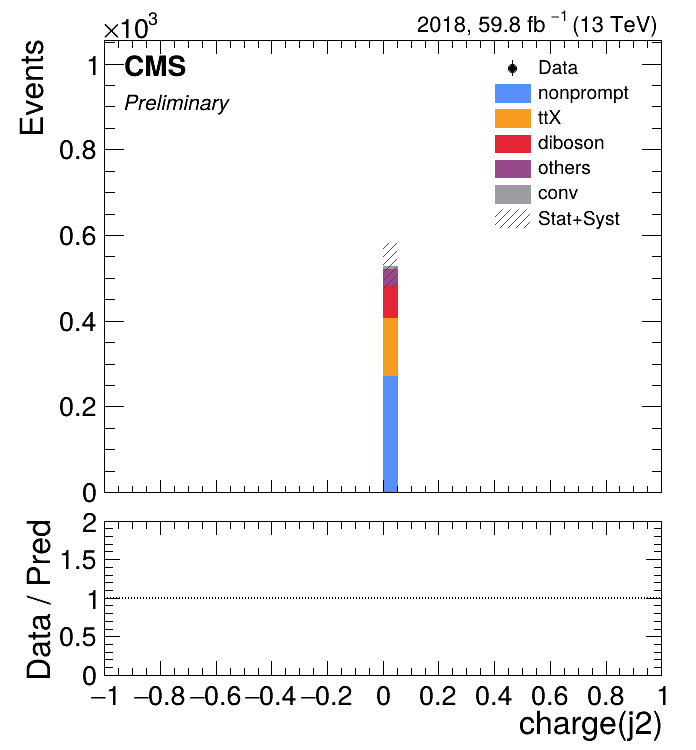 ×10³
2018, 59.8 fb⁻¹ (13 TeV)
Events
CMS
Preliminary
Data
nonprompt
ttX
diboson
others
conv
Stat+Syst
1
0.8
0.6
0.4
0.2
0
Data / Pred
2
1.5
1
0.5
0
−1 −0.8 −0.6 −0.4 −0.2 0 0.2 0.4 0.6 0.8 1
charge(j2)